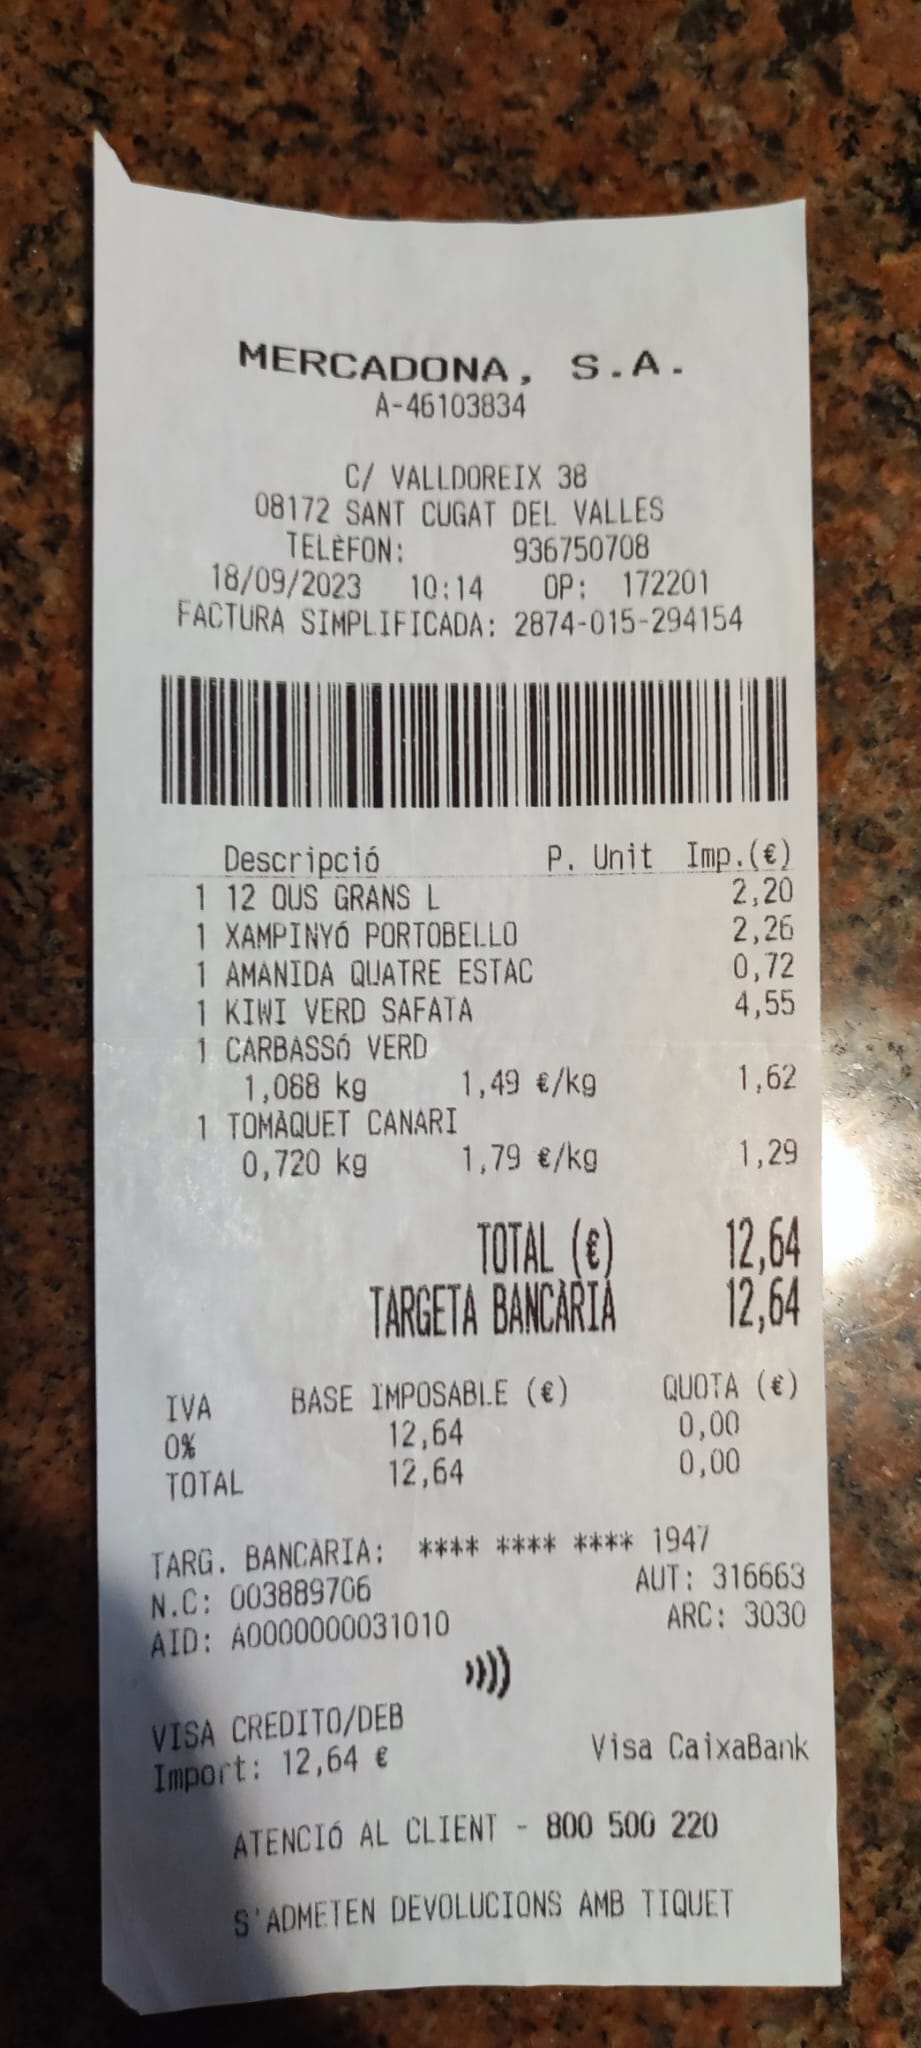 MERCADONA, S.A.
A-46103834
C/ VALLDOREIX 38
08172 SANT CUGAT DEL VALLES
TELÈFON: 936750708
18/09/2023 10:14 OP: 172201
FACTURA SIMPLIFICADA: 2874-015-294154
Descripció P. Unit Imp.(€)
1 12 OUS GRANS L 2,20
1 XAMPINYÓ PORTOBELLO 2,26
1 AMANIDA QUATRE ESTAC 0,72
1 KIWI VERD SAFATA 4,55
1 CARBASSÓ VERD
1,088 kg 1,49 €/kg 1,62
1 TOMÀQUET CANARI
0,720 kg 1,79 €/kg 1,29
TOTAL (€) 12,64
TARGETA BANCÀRIA 12,64
IVA BASE IMPOSABLE (€) QUOTA (€)
0% 12,64 0,00
TOTAL 12,64 0,00
TARG. BANCÀRIA: **** **** **** 1947
N.C: 003889706 AUT: 316663
AID: A0000000031010 ARC: 3030
VISA CREDITO/DEB
Import: 12,64 € Visa CaixaBank
ATENCIÓ AL CLIENT - 800 500 220
S'ADMETEN DEVOLUCIONS AMB TIQUET